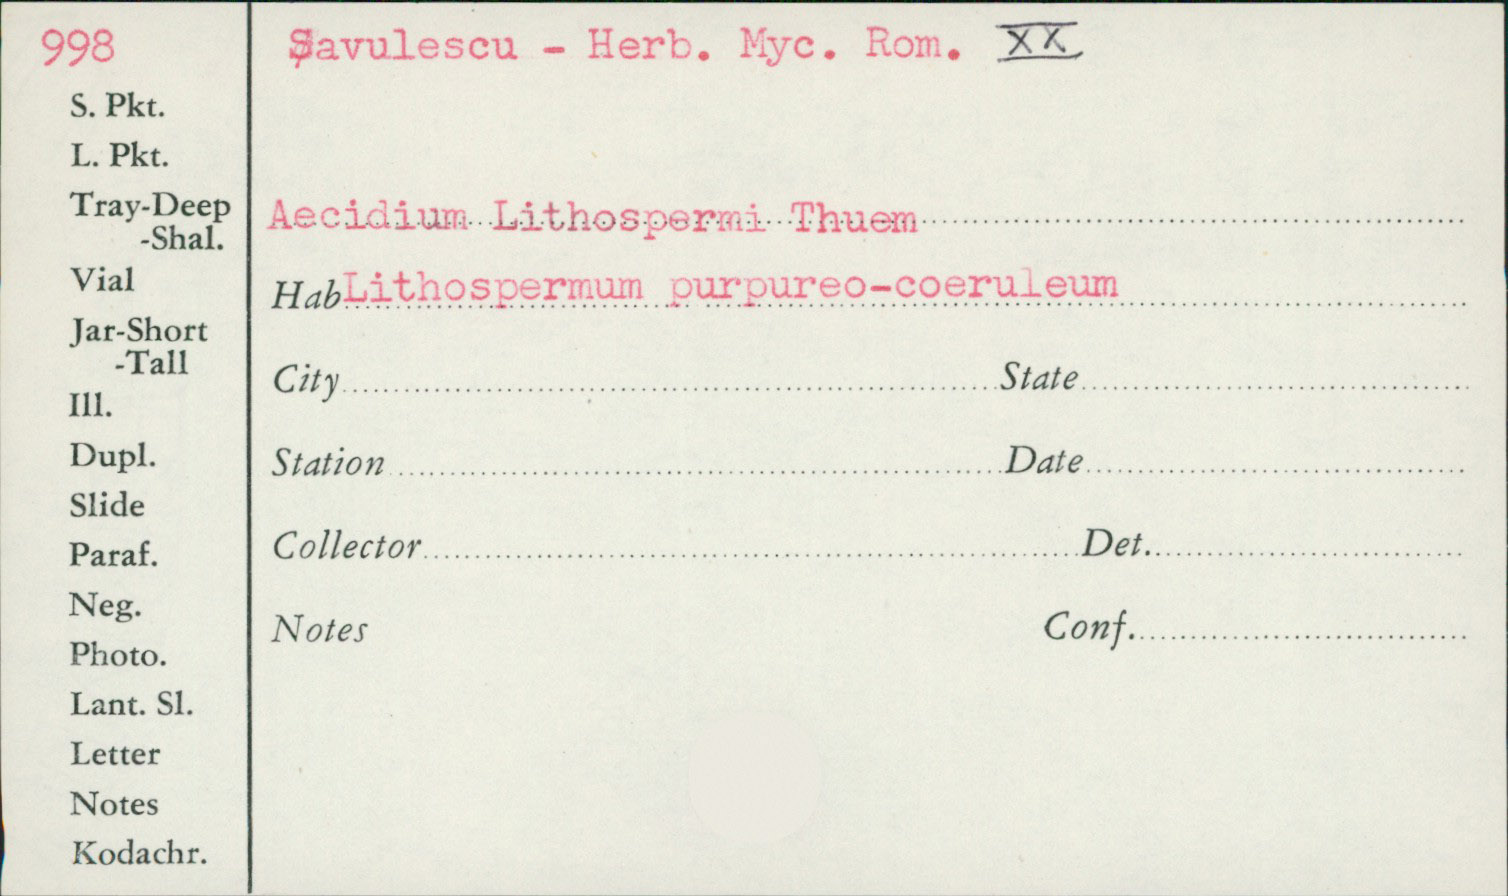 998
Savulescu - Herb. Myc. Rom. XX
S. Pkt.
L. Pkt.
Tray-Deep
-Shal.
Vial
Jar-Short
-Tall
Ill.
Dupl.
Slide
Paraf.
Neg.
Photo.
Lant. Sl.
Letter
Notes
Kodachr.
Aecidium Lithospermi Thuem
Hab Lithospermum purpureo-coeruleum
City State
Station Date
Collector Det.
Notes Conf.